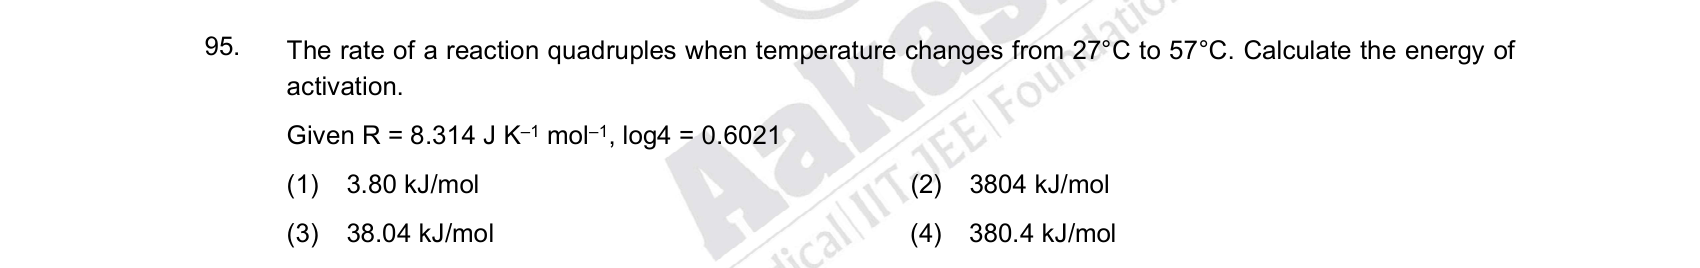 95. The rate of a reaction quadruples when temperature changes from 27°C to 57°C. Calculate the energy of
activation.
Given R = 8.314 J K⁻¹ mol⁻¹, log4 = 0.6021
(1) 3.80 kJ/mol (2) 3804 kJ/mol
(3) 38.04 kJ/mol (4) 380.4 kJ/mol